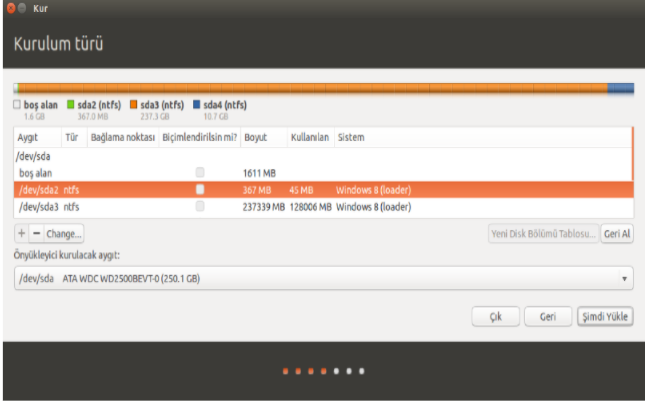 Kur
Kurulum türü
boş alan sda2 (ntfs) sda3 (ntfs) sda4 (ntfs)
1.6 GB 367.0 MB 237.3 GB 10.7 GB
Aygıt Tür Bağlama noktası Biçimlendirilsin mi? Boyut Kullanılan Sistem
/dev/sda
boş alan 1611 MB
/dev/sda2 ntfs 367 MB 45 MB Windows 8 (loader)
/dev/sda3 ntfs 237339 MB 128006 MB Windows 8 (loader)
+ − Change... Yeni Disk Bölümü Tablosu... Geri Al
Önyükleyici kurulacak aygıt:
/dev/sda ATA WDC WD2500BEVT-0 (250.1 GB)
Çık Geri Şimdi Yükle